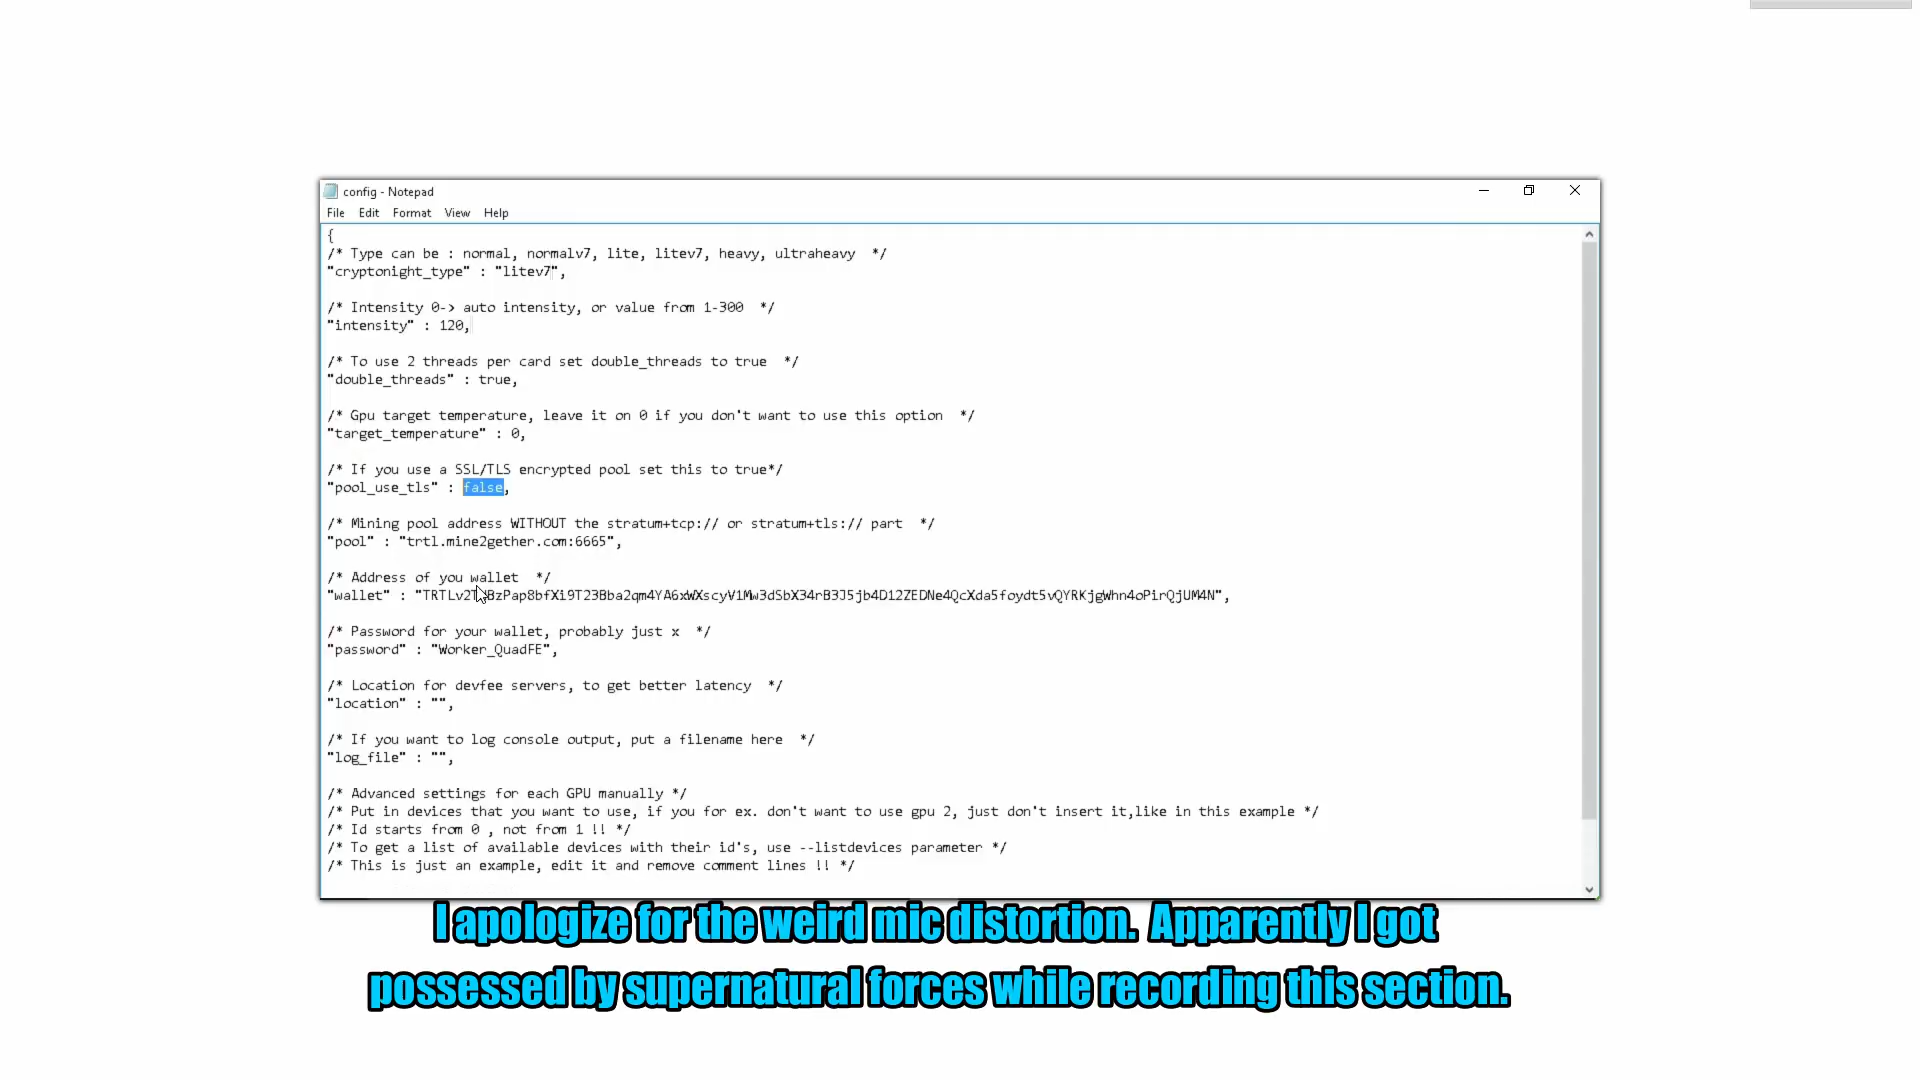 config - Notepad
File Edit Format View Help
{
/* Type can be : normal, normalv7, lite, litev7, heavy, ultraheavy */
"cryptonight_type" : "litev7",
/* Intensity 0-> auto intensity, or value from 1-300 */
"intensity" : 120,
/* To use 2 threads per card set double_threads to true */
"double_threads" : true,
/* Gpu target temperature, leave it on 0 if you don't want to use this option */
"target_temperature" : 0,
/* If you use a SSL/TLS encrypted pool set this to true*/
"pool_use_tls" : false,
/* Mining pool address WITHOUT the stratum+tcp:// or stratum+tls:// part */
"pool" : "trtl.mine2gether.com:6665",
/* Address of you wallet */
"wallet" :
/* Password for your wallet, probably just x */
"password" : "Worker_QuadFE",
/* Location for devfee servers, to get better latency */
"location" : "",
/* If you want to log console output, put a filename here */
"log_file" : "",
/* Advanced settings for each GPU manually */
/* Put in devices that you want to use, if you for ex. don't want to use gpu 2, just don't insert it,like in this example */
/* Id starts from 0 , not from 1 !! */
/* To get a list of available devices with their id's, use --listdevices parameter */
/* This is just an example, edit it and remove comment lines !! */
I apologize for the weird mic distortion. Apparently I got
possessed by supernatural forces while recording this section.